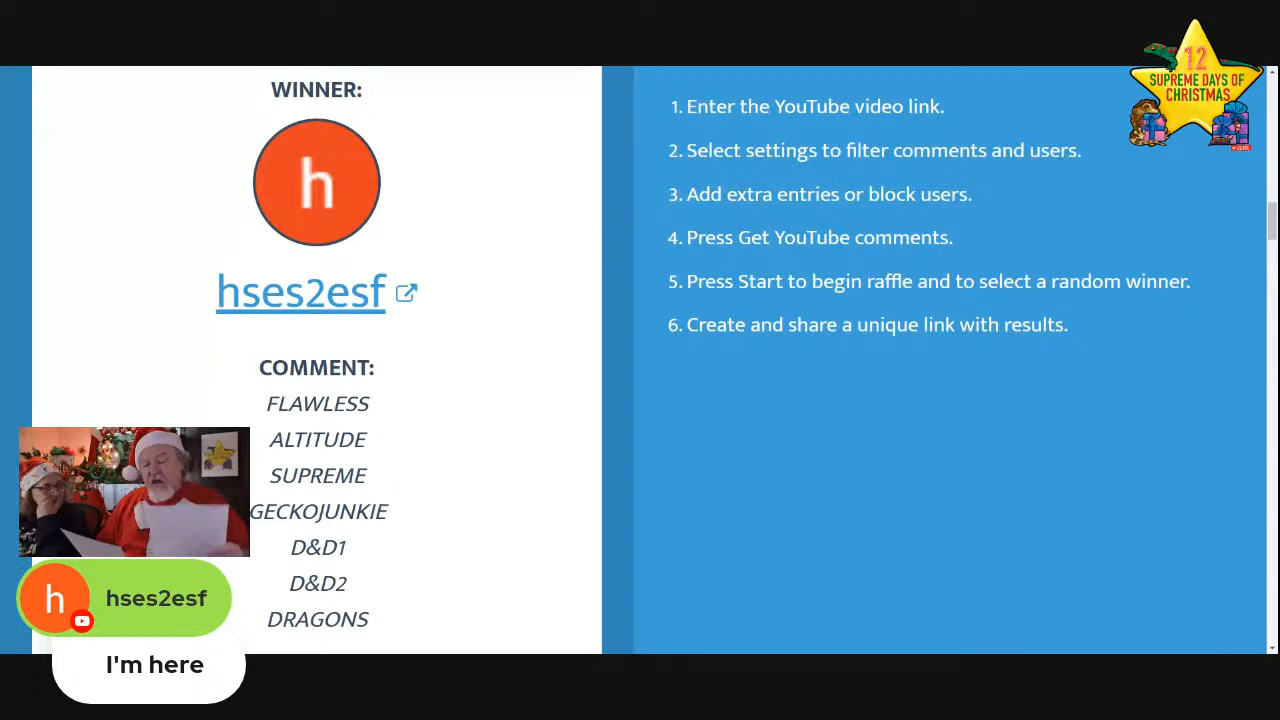 WINNER:
h
hses2esf
COMMENT:
FLAWLESS
ALTITUDE
SUPREME
GECKOJUNKIE
D&D1
D&D2
DRAGONS
h
hses2esf
I'm here
1. Enter the YouTube video link.
2. Select settings to filter comments and users.
3. Add extra entries or block users.
4. Press Get YouTube comments.
5. Press Start to begin raffle and to select a random winner.
6. Create and share a unique link with results.
12
SUPREME DAYS OF
CHRISTMAS